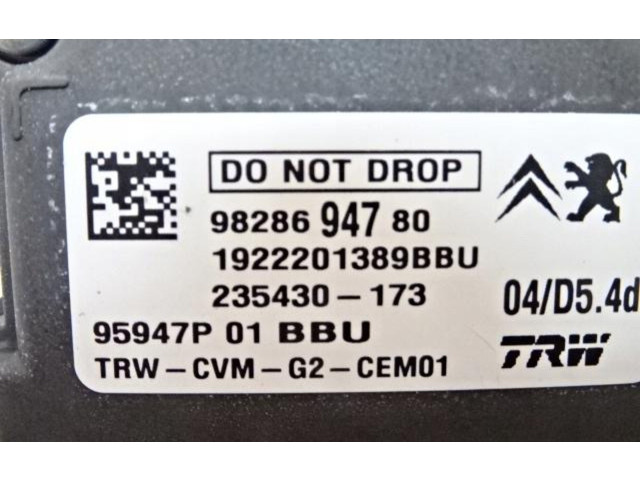 DO NOT DROP
98286 947 80
1922201389BBU
235430-173
04/D5.4d
95947P 01 BBU
TRW
TRW-CVM-G2-CEM01